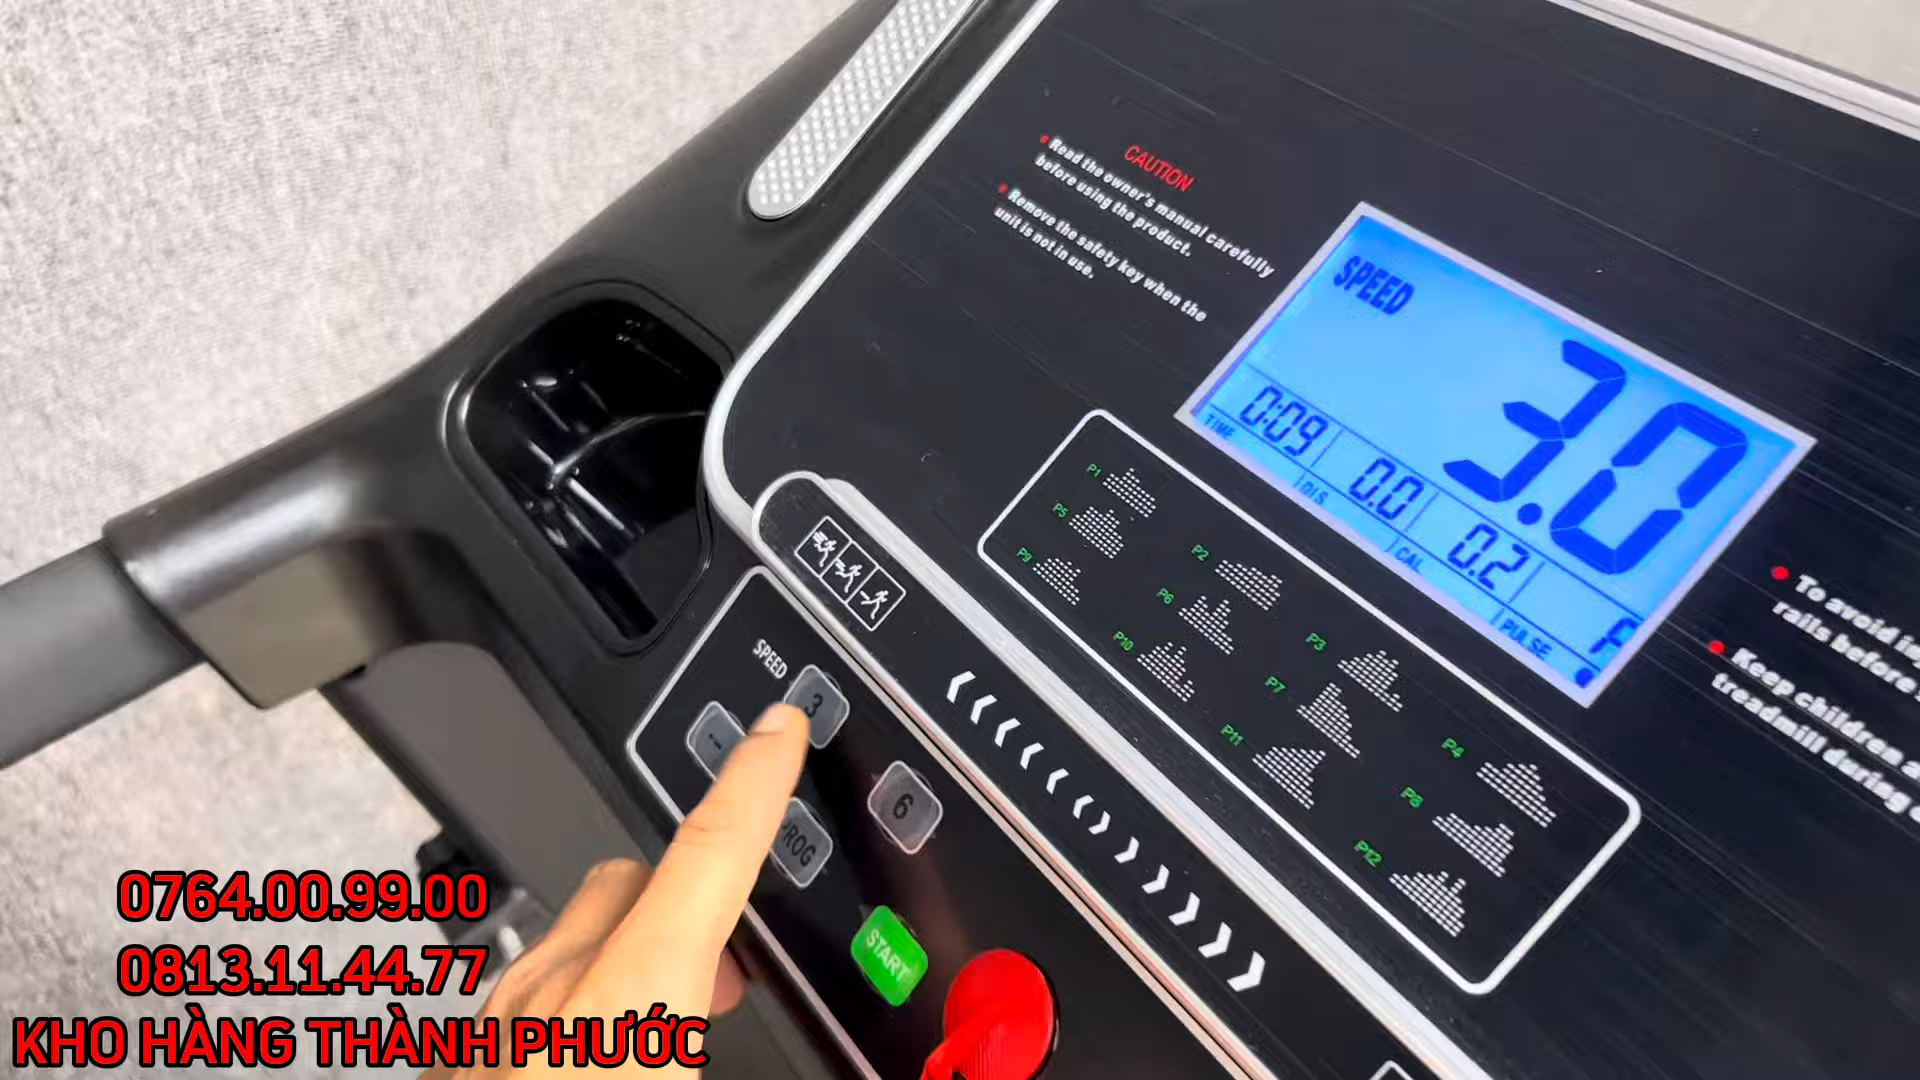 CAUTION
• Read the owner's manual carefully
before using the product.
• Remove the safety key when the
unit is not in use.
SPEED
3.0
0:09
0.0
0.2
P
TIME
DIS
CAL
PULSE
P1
P2
P3
P4
P5
P6
P7
P8
P9
P10
P11
P12
• To avoid
rails before
• Keep children
treadmill during
SPEED
3
-
6
PROG
START
0764.00.99.00
0813.11.44.77
KHO HÀNG THÀNH PHƯỚC